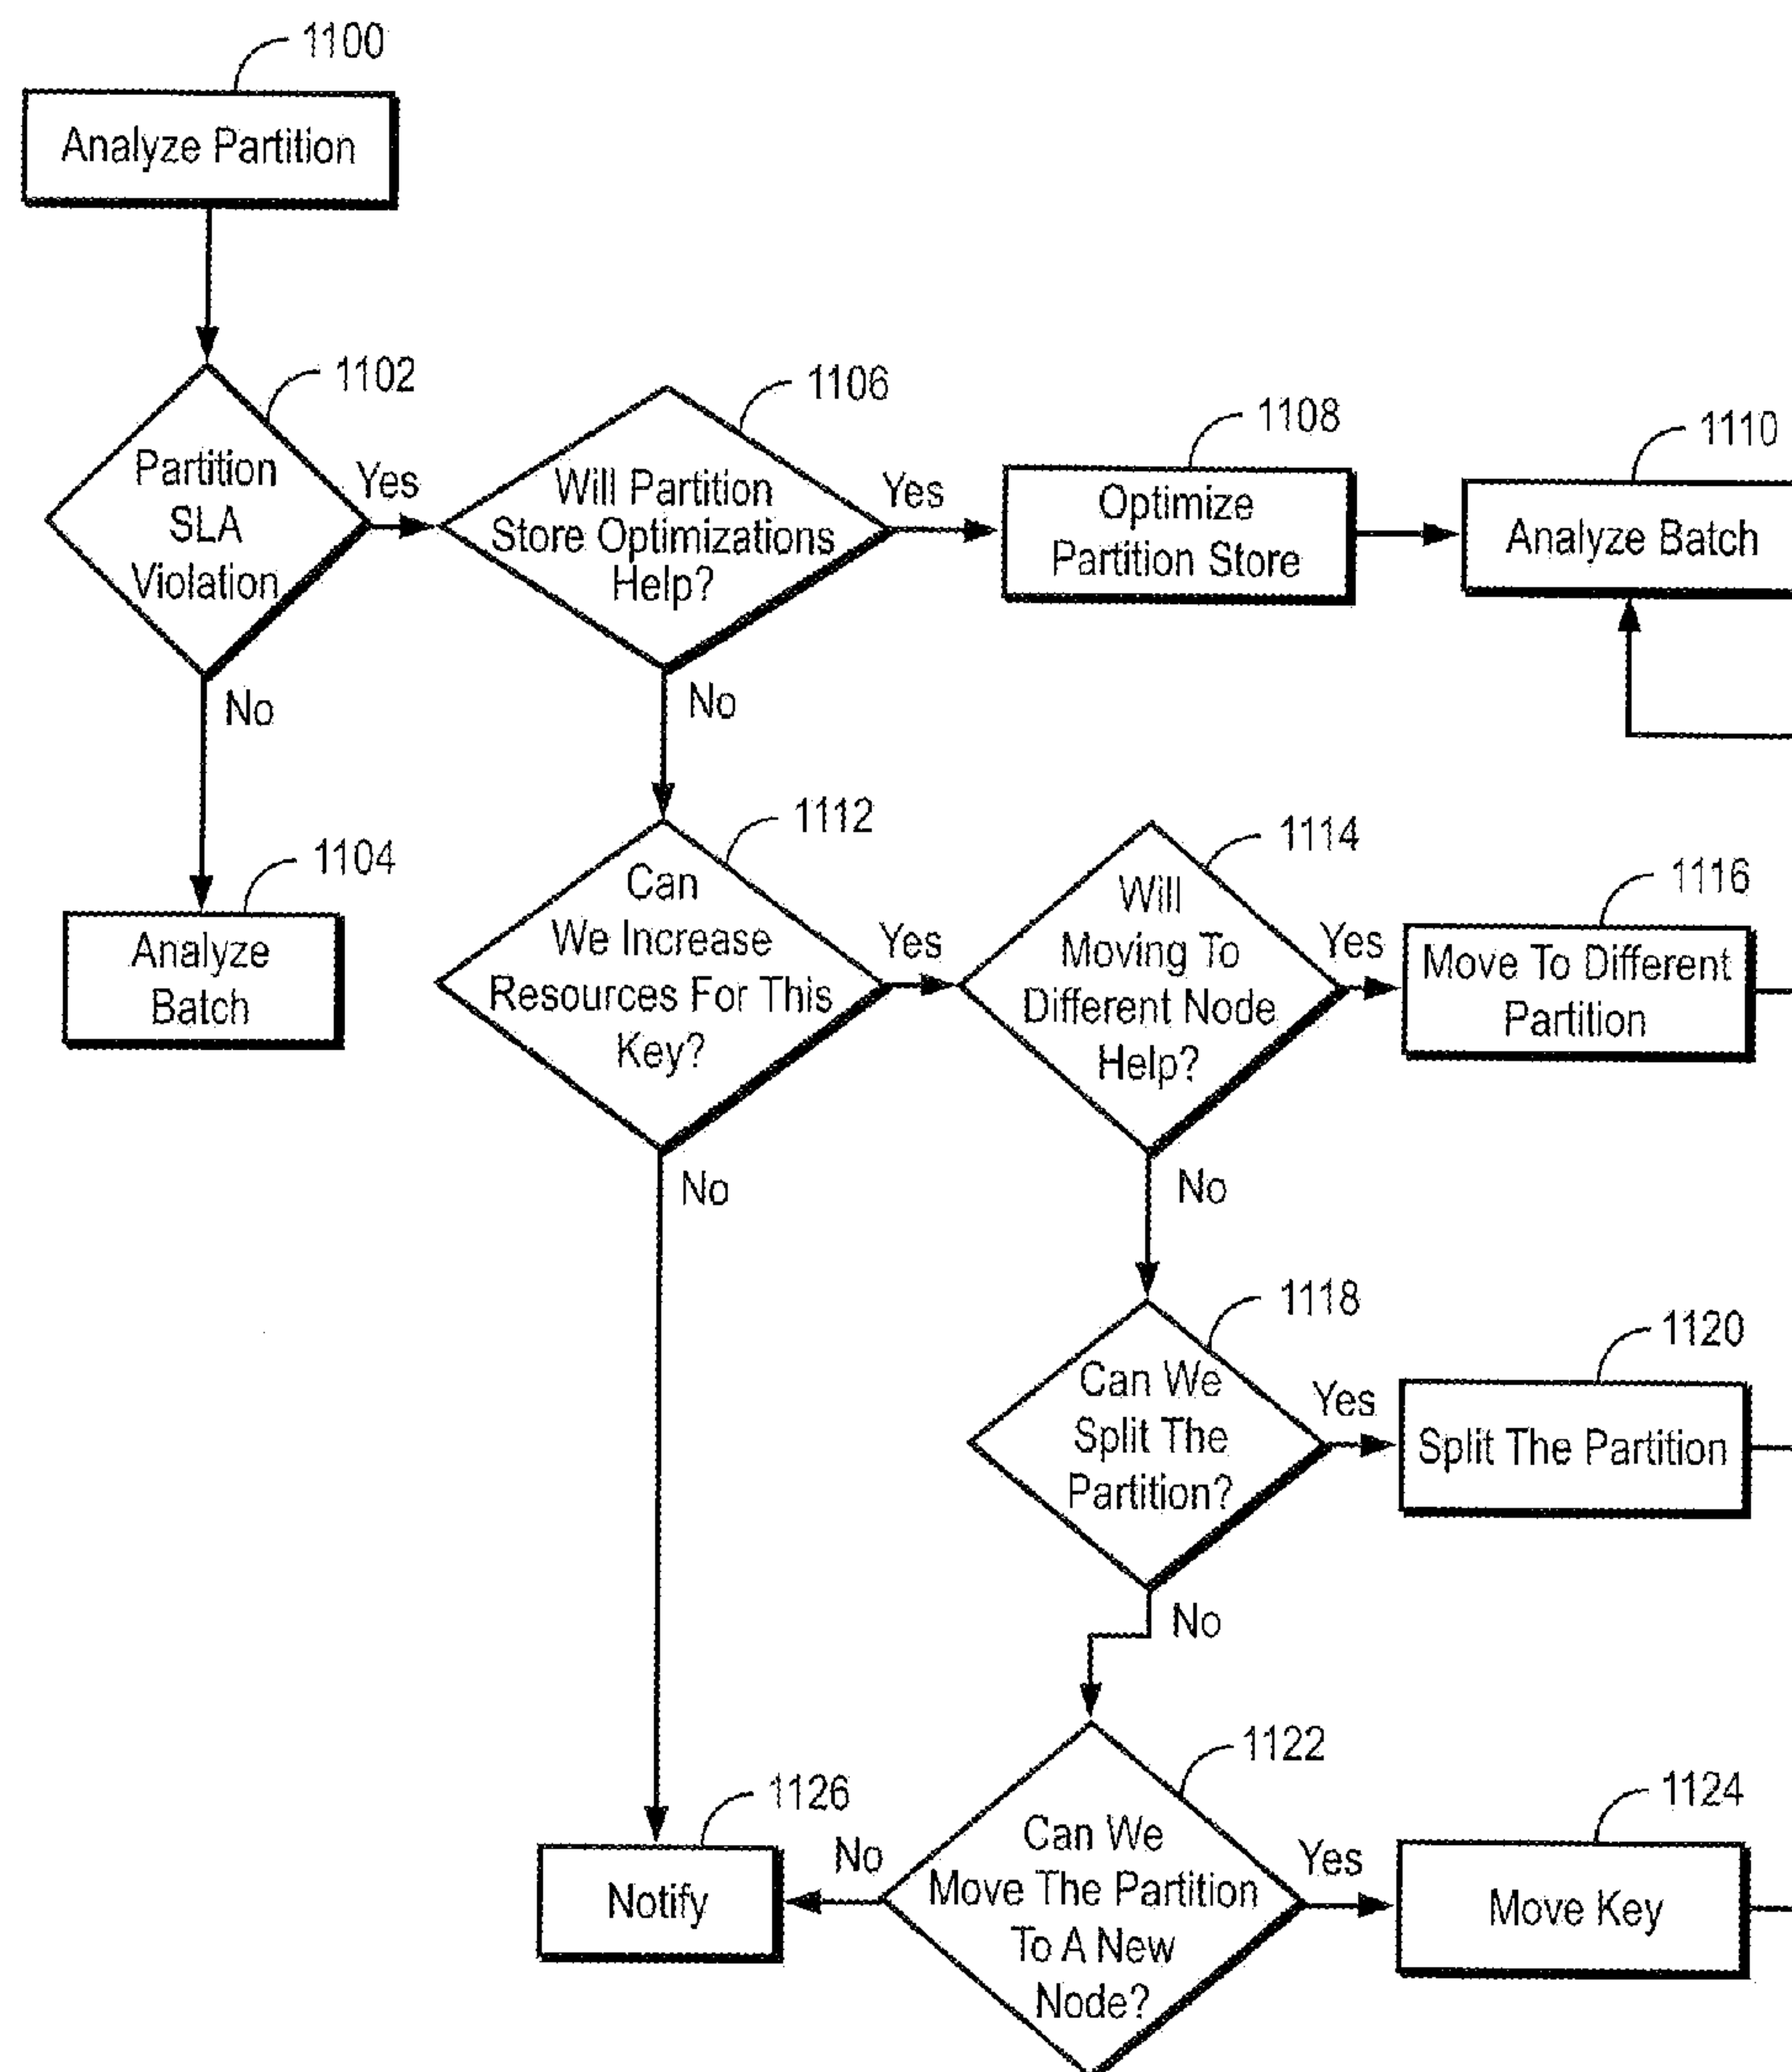 1100
Analyze Partition
1102
Partition
SLA
Violation
Yes
No
1106
Will Partition
Store Optimizations
Help?
Yes
No
1108
Optimize
Partition Store
1110
Analyze Batch
1104
Analyze
Batch
1112
Can
We Increase
Resources For This
Key?
Yes
No
1114
Will
Moving To
Different Node
Help?
Yes
No
1116
Move To Different
Partition
1118
Can We
Split The
Partition?
Yes
No
1120
Split The Partition
1122
Can We
Move The Partition
To A New
Node?
No
Yes
1124
Move Key
1126
Notify